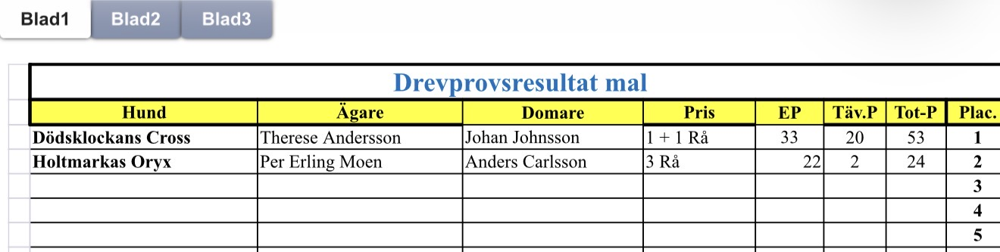 Blad1 Blad2 Blad3
Drevprovsresultat mal
Hund Ägare Domare Pris EP Täv.P Tot-P Plac.
Dödsklockans Cross Therese Andersson Johan Johnsson 1 + 1 Rå 33 20 53 1
Holtmarkas Oryx Per Erling Moen Anders Carlsson 3 Rå 22 2 24 2
3
4
5